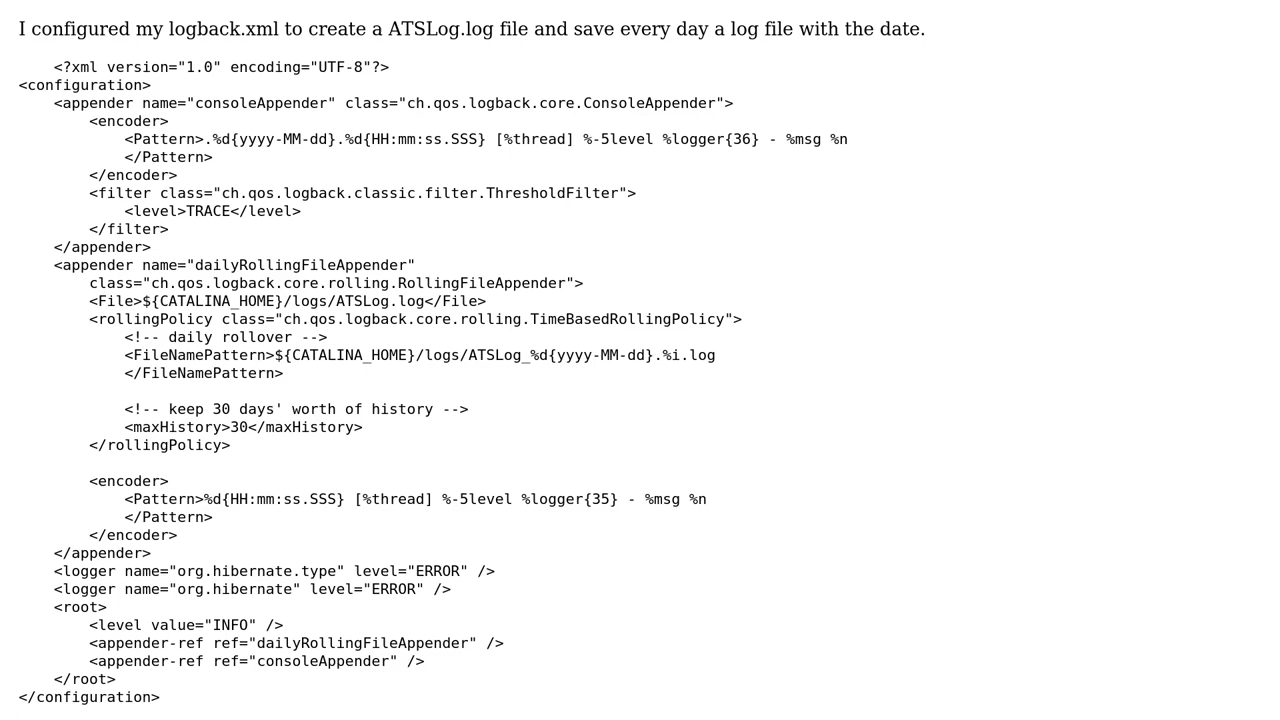 I configured my logback.xml to create a ATSLog.log file and save every day a log file with the date.
    <?xml version="1.0" encoding="UTF-8"?>
<configuration>
    <appender name="consoleAppender" class="ch.qos.logback.core.ConsoleAppender">
        <encoder>
            <Pattern>.%d{yyyy-MM-dd}.%d{HH:mm:ss.SSS} [%thread] %-5level %logger{36} - %msg %n
            </Pattern>
        </encoder>
        <filter class="ch.qos.logback.classic.filter.ThresholdFilter">
            <level>TRACE</level>
        </filter>
    </appender>
    <appender name="dailyRollingFileAppender"
        class="ch.qos.logback.core.rolling.RollingFileAppender">
        <File>${CATALINA_HOME}/logs/ATSLog.log</File>
        <rollingPolicy class="ch.qos.logback.core.rolling.TimeBasedRollingPolicy">
            <!-- daily rollover -->
            <FileNamePattern>${CATALINA_HOME}/logs/ATSLog_%d{yyyy-MM-dd}.%i.log
            </FileNamePattern>

            <!-- keep 30 days' worth of history -->
            <maxHistory>30</maxHistory>
        </rollingPolicy>

        <encoder>
            <Pattern>%d{HH:mm:ss.SSS} [%thread] %-5level %logger{35} - %msg %n
            </Pattern>
        </encoder>
    </appender>
    <logger name="org.hibernate.type" level="ERROR" />
    <logger name="org.hibernate" level="ERROR" />
    <root>
        <level value="INFO" />
        <appender-ref ref="dailyRollingFileAppender" />
        <appender-ref ref="consoleAppender" />
    </root>
</configuration>